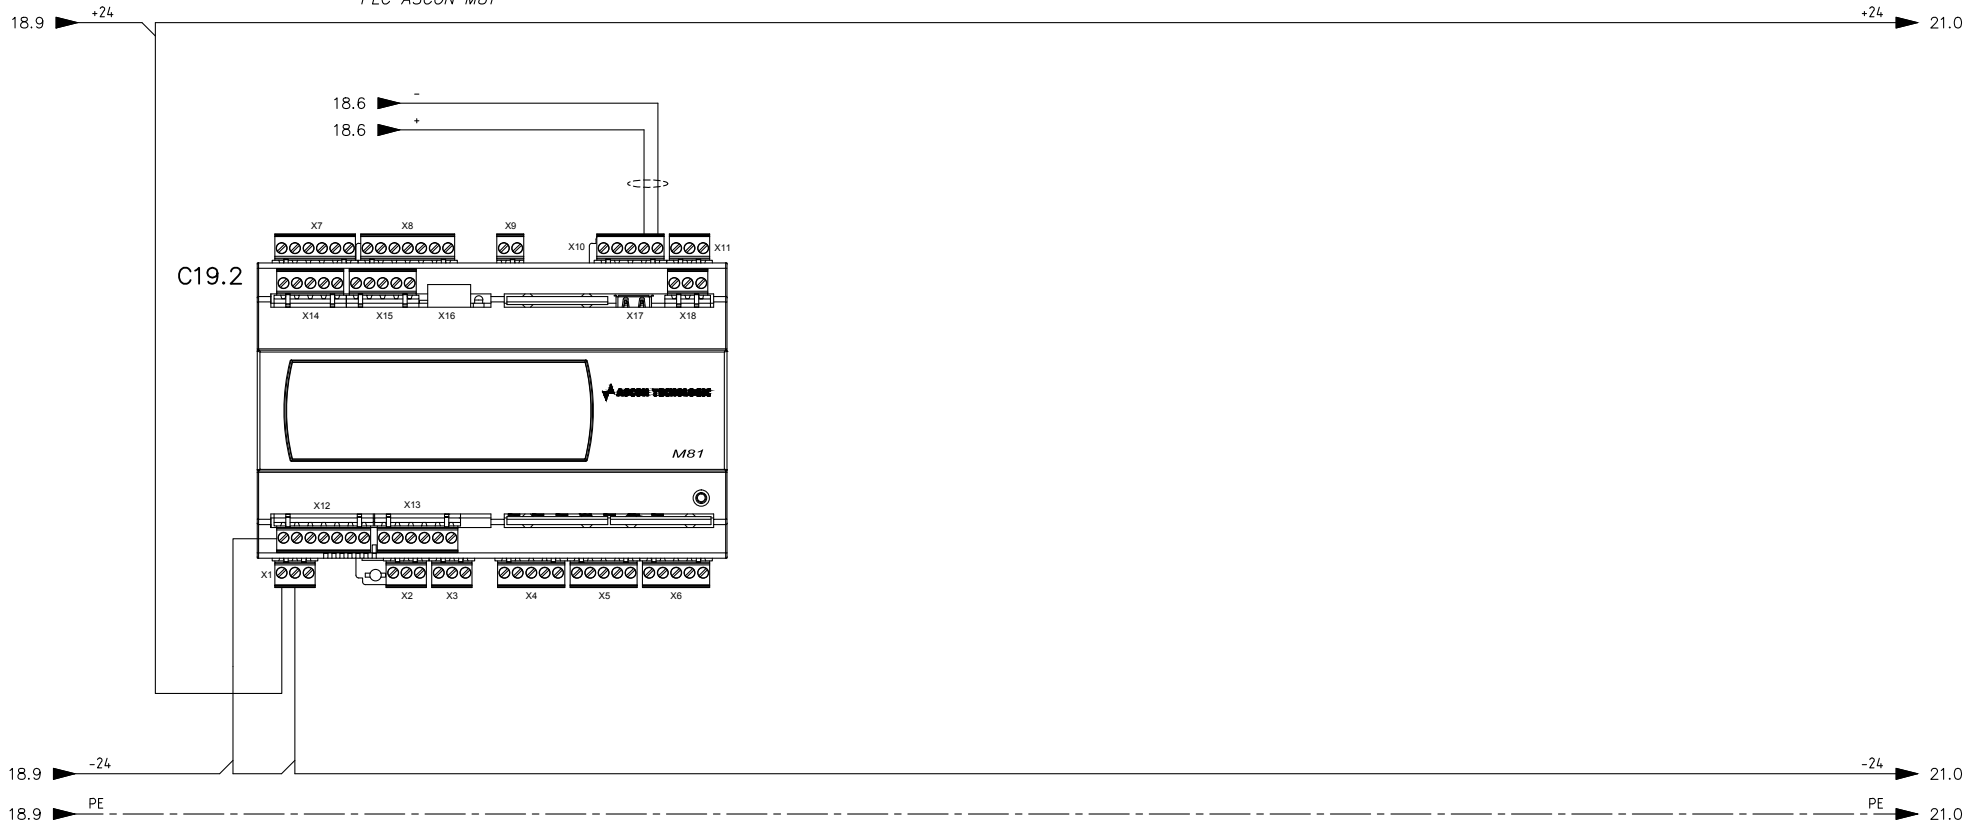 PLC ASCON M81
18.9 +24 +24 21.0
18.6 -
18.6 +
X7 X8 X9 X10 X11
C19.2
X14 X15 X16 X17 X18
ASCON TECNOLOGIC
M81
X12 X13
X1 X2 X3 X4 X5 X6
18.9 -24 -24 21.0
18.9 PE PE 21.0